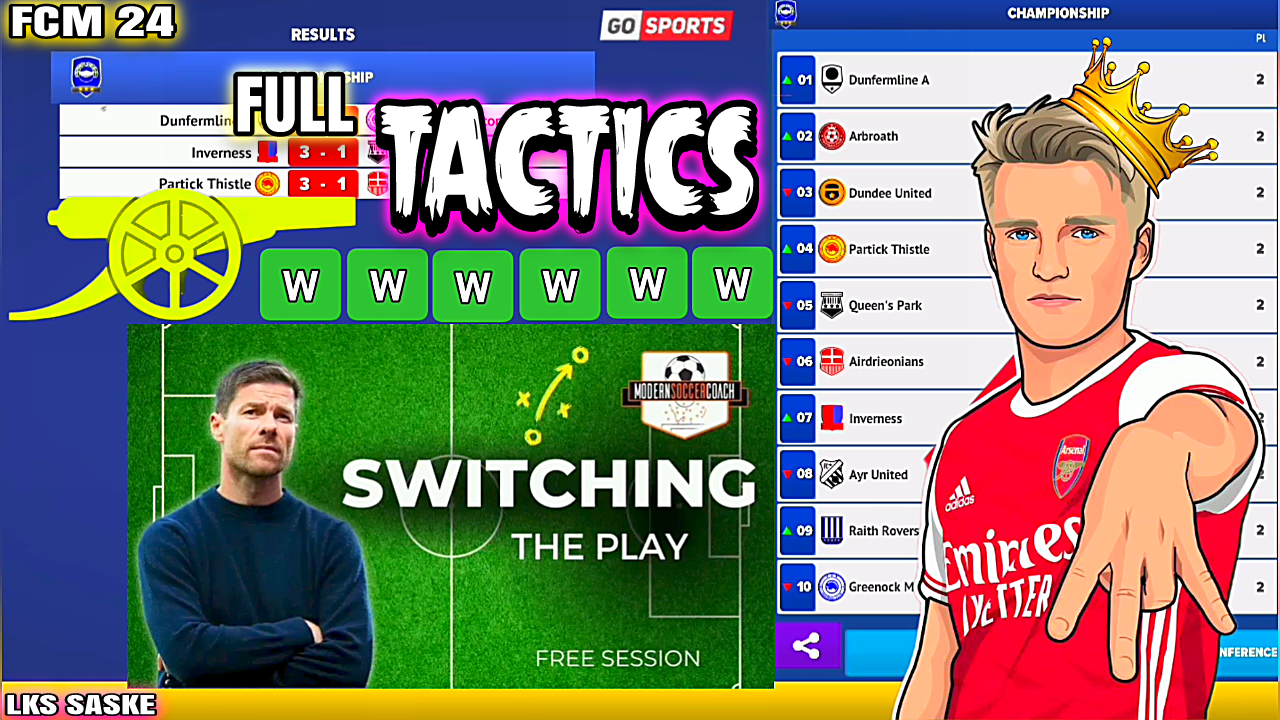 FCM 24
RESULTS
GO SPORTS
FULL
TACTICS
Inverness 3 - 1
Partick Thistle 3 - 1
W W W W W W
MODERNSOCCERCOACH
SWITCHING
THE PLAY
FREE SESSION
LKS SASKE
CHAMPIONSHIP
Pl
01 Dunfermline A 2
02 Arbroath 2
03 Dundee United 2
04 Partick Thistle 2
05 Queen's Park 2
06 Airdrieonians 2
07 Inverness 2
08 Ayr United 2
09 Raith Rovers 2
10 Greenock M 2
Arsenal
adidas
Emirates